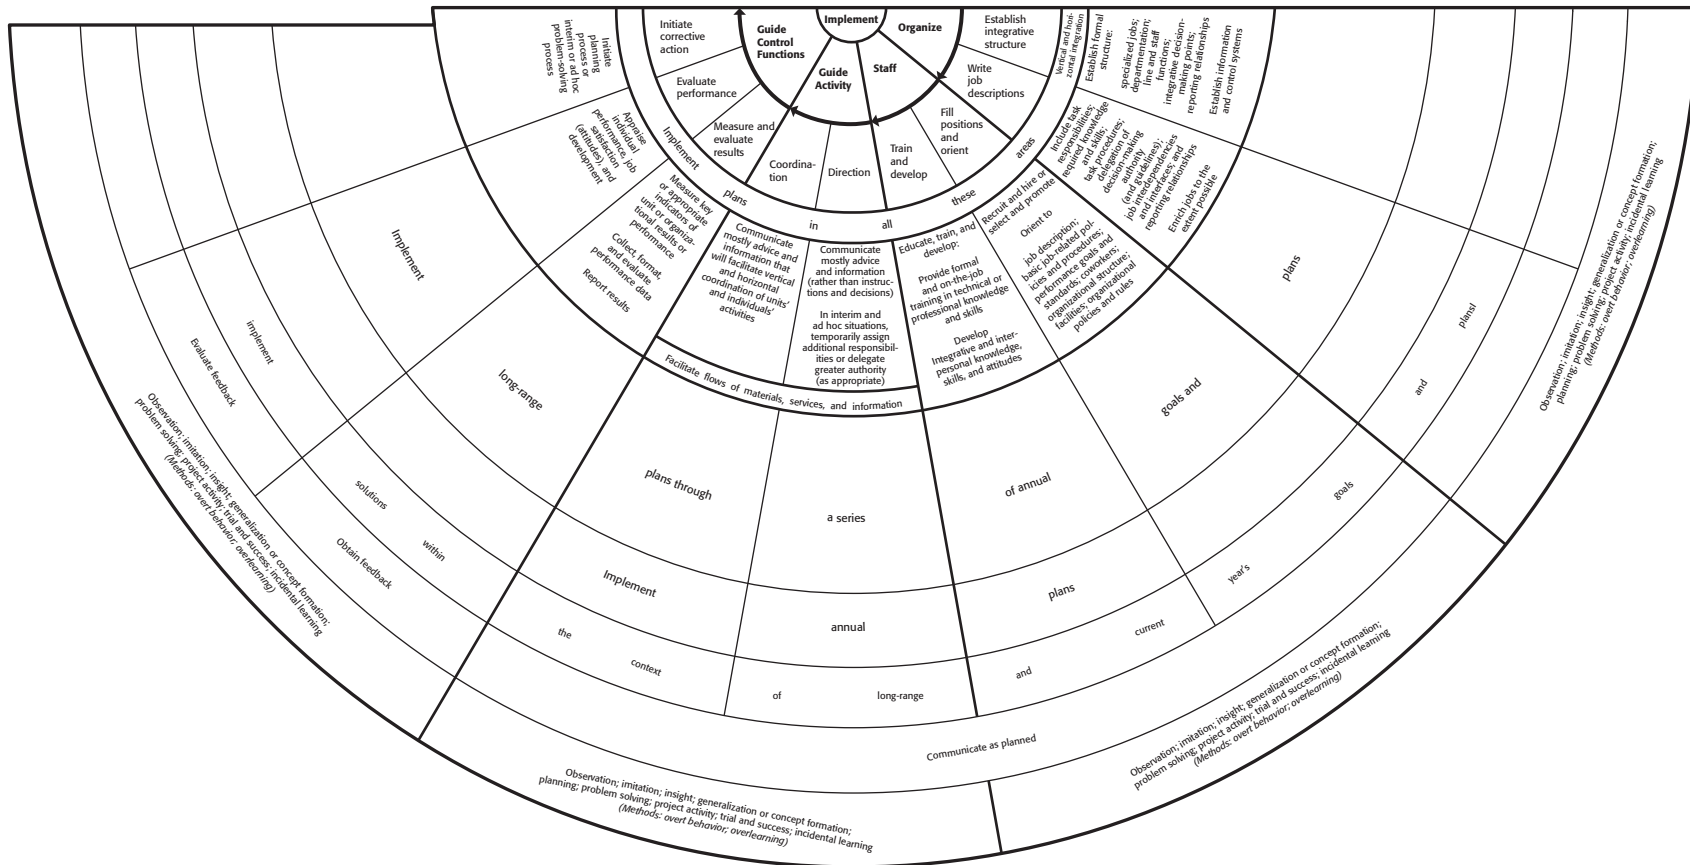 Implement
Organize
Staff
Guide
Activity
Guide
Control
Functions
Establish
integrative
structure
Write
job
descriptions
Fill
positions
and
orient
Train
and
develop
Direction
Coordina-
tion
Measure and
evaluate
results
Evaluate
performance
Initiate
corrective
action
Implement
plans
in
all
these
areas
Vertical and hori-
zontal integration
Establish formal
structure:
specialized jobs;
departmentation;
line and staff
functions;
integrative decision-
making points;
reporting relationships
Establish information
and control systems
Include task
responsibilities;
required knowledge
and skills;
task procedures;
delegation of
decision-making
authority
(and guidelines);
job interdependencies
and interfaces; and
reporting relationships
Enrich jobs to the
extent possible
Recruit and hire or
select and promote
Orient to
job description;
basic job-related pol-
icies and procedures;
performance goals and
standards; coworkers;
organizational structure;
facilities; organizational
policies and rules
Educate, train, and
develop:
Provide formal
and on-the-job
training in technical or
professional knowledge
and skills
Develop
Integrative and inter-
personal knowledge,
skills, and attitudes
Communicate
mostly advice
and information
(rather than instruc-
tions and decisions)
In interim and
ad hoc situations,
temporarily assign
additional responsibil-
ities or delegate
greater authority
(as appropriate)
Communicate
mostly advice and
information that
will facilitate vertical
and horizontal
coordination of units'
and individuals'
activities
Facilitate flows of materials, services, and information
Measure key
or appropriate
indicators of
unit or organiza-
tional results or
performance
Collect, format,
and evaluate
performance data
Report results
Appraise
individual
performance, job
satisfaction
(attitudes), and
development
Initiate
planning
process or
interim or ad hoc
problem-solving
process
Implement
long-range
plans through
a series
of annual
goals and
plans
Implement
annual
plans
and
current
year's
goals
and
plans!
implement
solutions
within
the
context
of
long-range
Evaluate feedback
Obtain feedback
Communicate as planned
Observation; imitation; insight; generalization or concept formation;
problem solving; project activity; trial and success; incidental learning
(Methods: overt behavior; overlearning)
Observation; imitation; insight; generalization or concept formation;
planning; problem solving; project activity; trial and success; incidental learning
(Methods: overt behavior; overlearning)
Observation; imitation; insight; generalization or concept formation;
problem solving; project activity; trial and success; incidental learning
(Methods: overt behavior; overlearning)
Observation; imitation; insight; generalization or concept formation;
planning; problem solving; project activity; incidental learning
(Methods: overt behavior; overlearning)